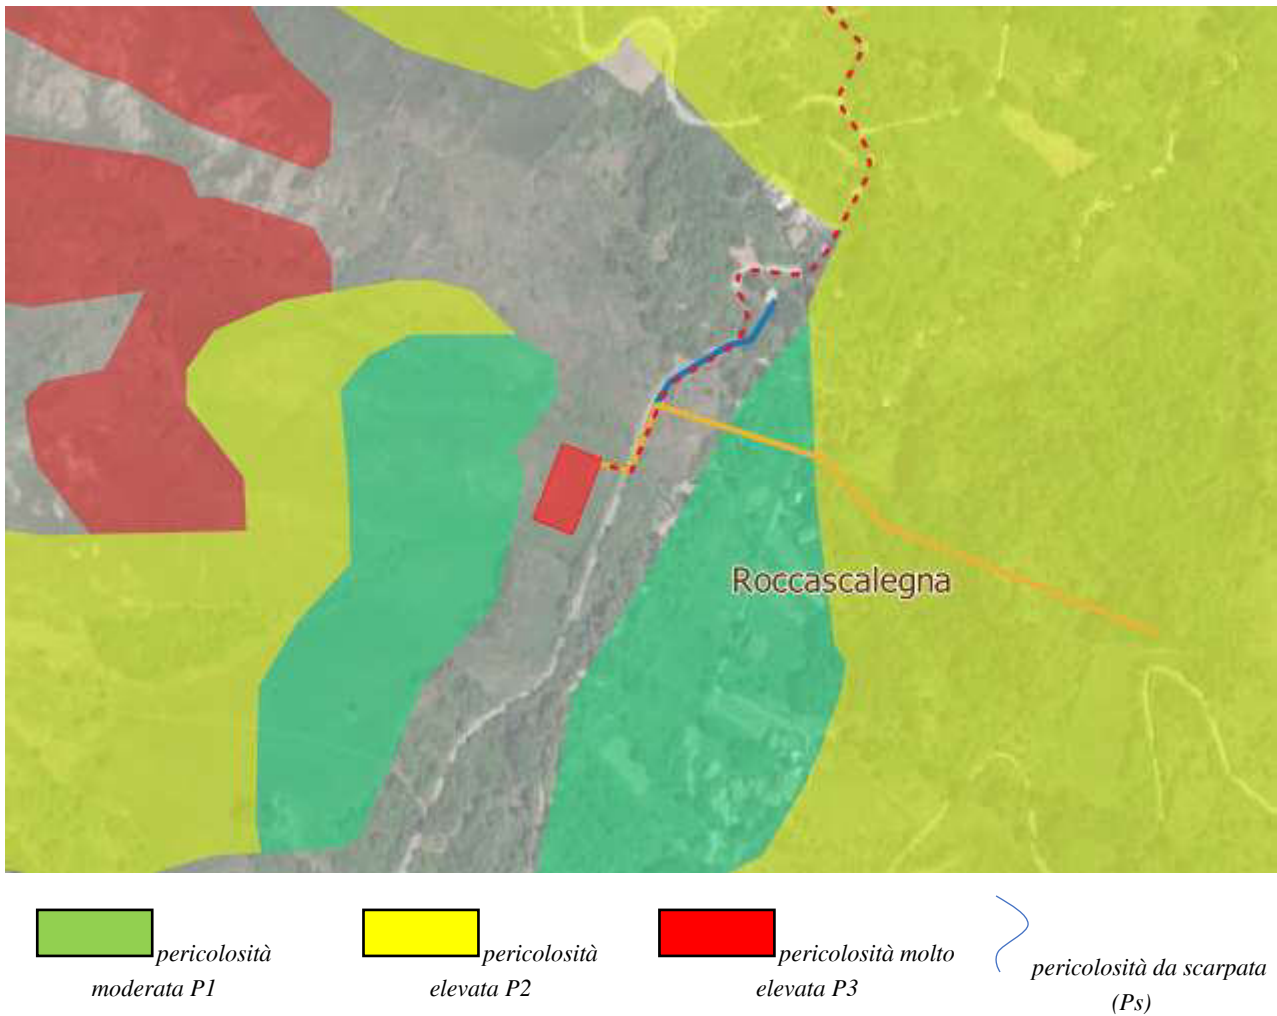 Roccascalegna
pericolosità
moderata P1
pericolosità
elevata P2
pericolosità molto
elevata P3
pericolosità da scarpata
(Ps)